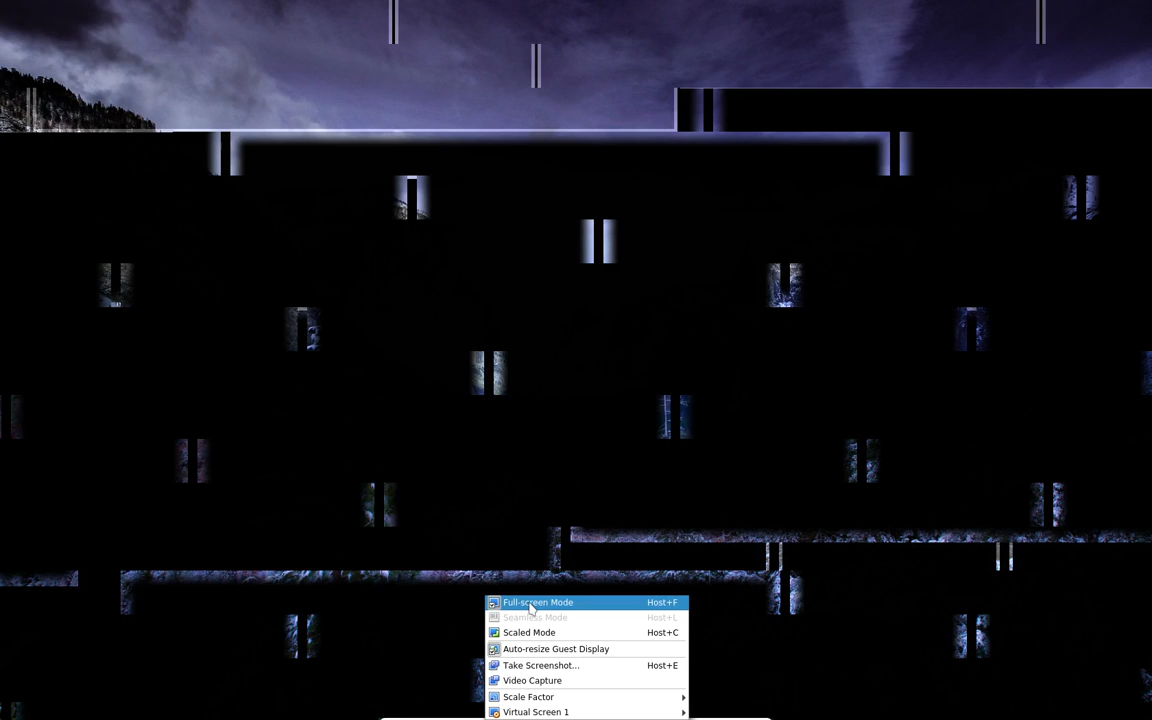 Full-screen Mode Host+F
Seamless Mode Host+L
Scaled Mode Host+C
Auto-resize Guest Display
Take Screenshot... Host+E
Video Capture
Scale Factor
Virtual Screen 1